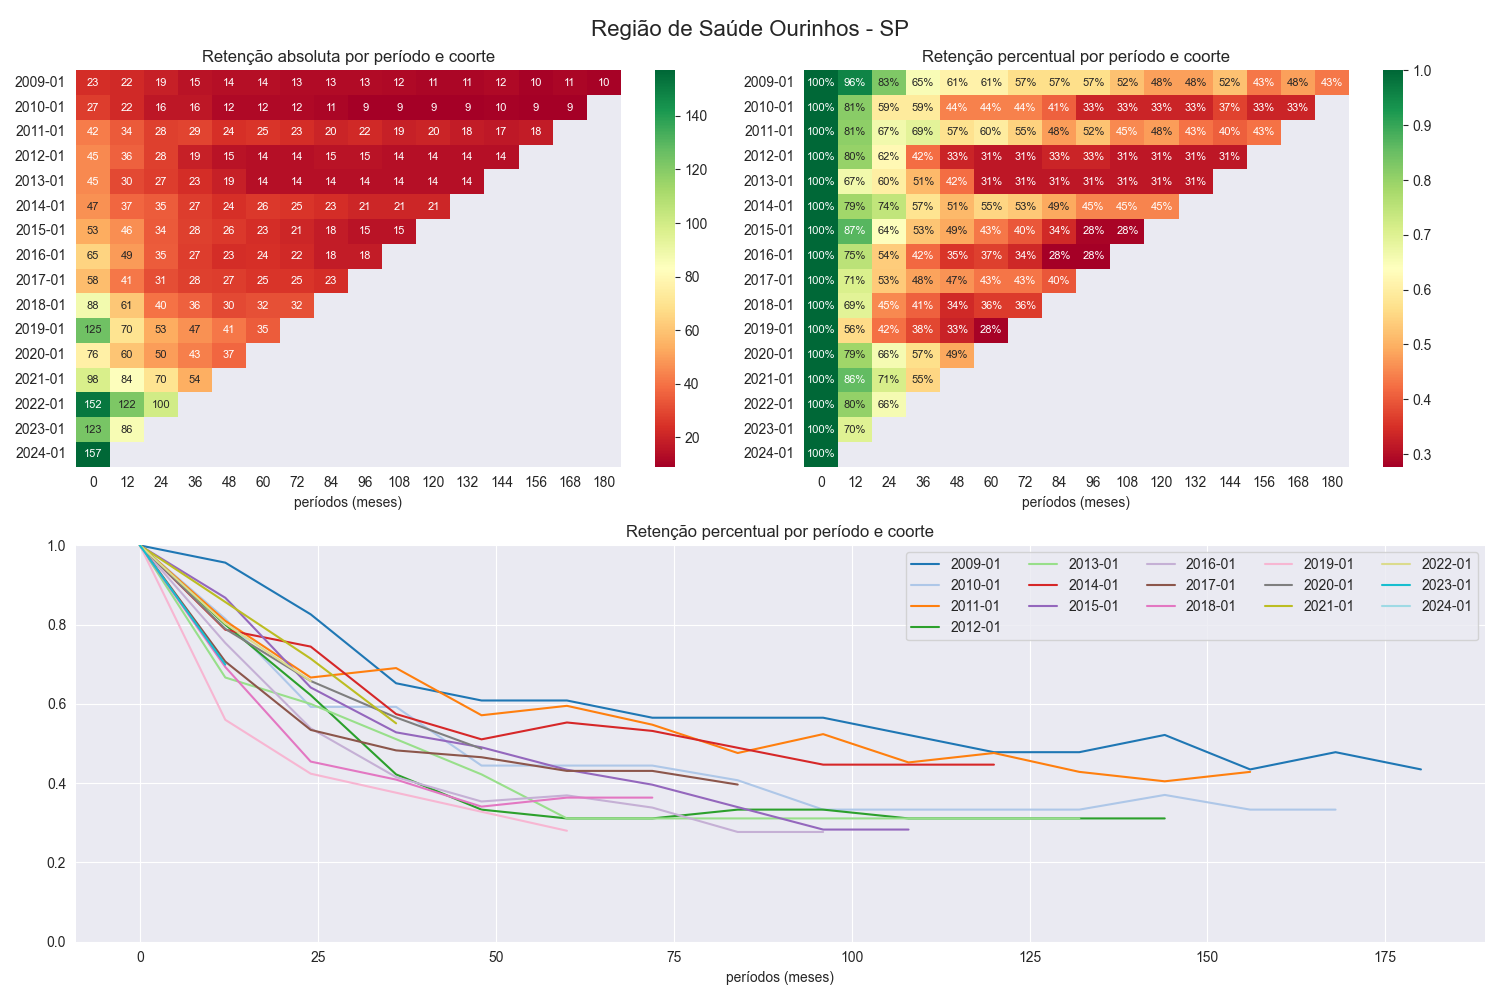 Região de Saúde Ourinhos - SP
Retenção absoluta por período e coorte
2009-01 23 22 19 15 14 14 13 13 13 12 11 11 12 10 11 10
2010-01 27 22 16 16 12 12 12 11 9 9 9 9 10 9 9
2011-01 42 34 28 29 24 25 23 20 22 19 20 18 17 18
2012-01 45 36 28 19 15 14 14 15 15 14 14 14 14
2013-01 45 30 27 23 19 14 14 14 14 14 14 14
2014-01 47 37 35 27 24 26 25 23 21 21 21
2015-01 53 46 34 28 26 23 21 18 15 15
2016-01 65 49 35 27 23 24 22 18 18
2017-01 58 41 31 28 27 25 25 23
2018-01 88 61 40 36 30 32 32
2019-01 125 70 53 47 41 35
2020-01 76 60 50 43 37
2021-01 98 84 70 54
2022-01 152 122 100
2023-01 123 86
2024-01 157
0 12 24 36 48 60 72 84 96 108 120 132 144 156 168 180
períodos (meses)
140
120
100
80
60
40
20
Retenção percentual por período e coorte
2009-01 100% 96% 83% 65% 61% 61% 57% 57% 57% 52% 48% 48% 52% 43% 48% 43%
2010-01 100% 81% 59% 59% 44% 44% 44% 41% 33% 33% 33% 33% 37% 33% 33%
2011-01 100% 81% 67% 69% 57% 60% 55% 48% 52% 45% 48% 43% 40% 43%
2012-01 100% 80% 62% 42% 33% 31% 31% 33% 33% 31% 31% 31% 31%
2013-01 100% 67% 60% 51% 42% 31% 31% 31% 31% 31% 31% 31%
2014-01 100% 79% 74% 57% 51% 55% 53% 49% 45% 45% 45%
2015-01 100% 87% 64% 53% 49% 43% 40% 34% 28% 28%
2016-01 100% 75% 54% 42% 35% 37% 34% 28% 28%
2017-01 100% 71% 53% 48% 47% 43% 43% 40%
2018-01 100% 69% 45% 41% 34% 36% 36%
2019-01 100% 56% 42% 38% 33% 28%
2020-01 100% 79% 66% 57% 49%
2021-01 100% 86% 71% 55%
2022-01 100% 80% 66%
2023-01 100% 70%
2024-01 100%
0 12 24 36 48 60 72 84 96 108 120 132 144 156 168 180
períodos (meses)
1.0
0.9
0.8
0.7
0.6
0.5
0.4
0.3
Retenção percentual por período e coorte
1.0
0.8
0.6
0.4
0.2
0.0
2009-01 2013-01 2016-01 2019-01 2022-01
2010-01 2014-01 2017-01 2020-01 2023-01
2011-01 2015-01 2018-01 2021-01 2024-01
2012-01
0 25 50 75 100 125 150 175
períodos (meses)